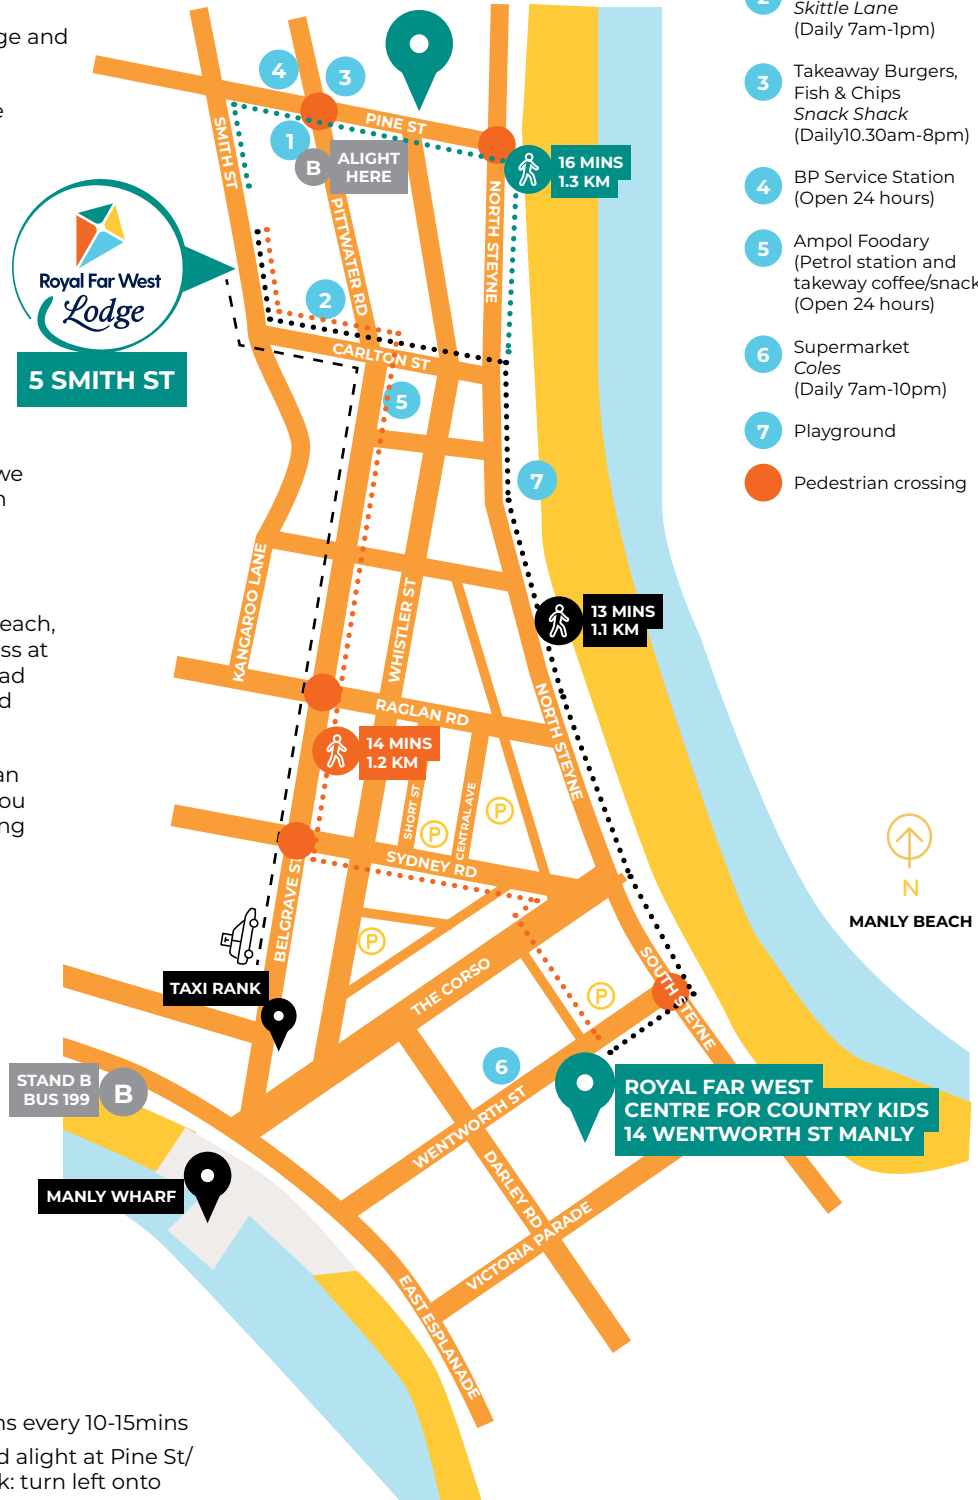 ge and
e
we
n
each,
ss at
ad
d
an
ou
ng
ns every 10-15mins
d alight at Pine St/
k: turn left onto
Royal Far West
Lodge
5 SMITH ST
SMITH ST
4
3
1
B
ALIGHT
HERE
PINE ST
PITTWATER RD
NORTH STEYNE
16 MINS
1.3 KM
2
CARLTON ST
5
7
KANGAROO LANE
WHISTLER ST
13 MINS
1.1 KM
RAGLAN RD
NORTH STEYNE
14 MINS
1.2 KM
SHORT ST
CENTRAL AVE
P
P
SYDNEY RD
BELGRAVE ST
P
TAXI RANK
THE CORSO
P
SOUTH STEYNE
STAND B
BUS 199
B
6
WENTWORTH ST
ROYAL FAR WEST
CENTRE FOR COUNTRY KIDS
14 WENTWORTH ST MANLY
MANLY WHARF
DARLEY RD
VICTORIA PARADE
EAST ESPLANADE
N
MANLY BEACH
2
Skittle Lane
(Daily 7am-1pm)
3
Takeaway Burgers,
Fish & Chips
Snack Shack
(Daily10.30am-8pm)
4
BP Service Station
(Open 24 hours)
5
Ampol Foodary
(Petrol station and
takeway coffee/snack
(Open 24 hours)
6
Supermarket
Coles
(Daily 7am-10pm)
7
Playground
Pedestrian crossing